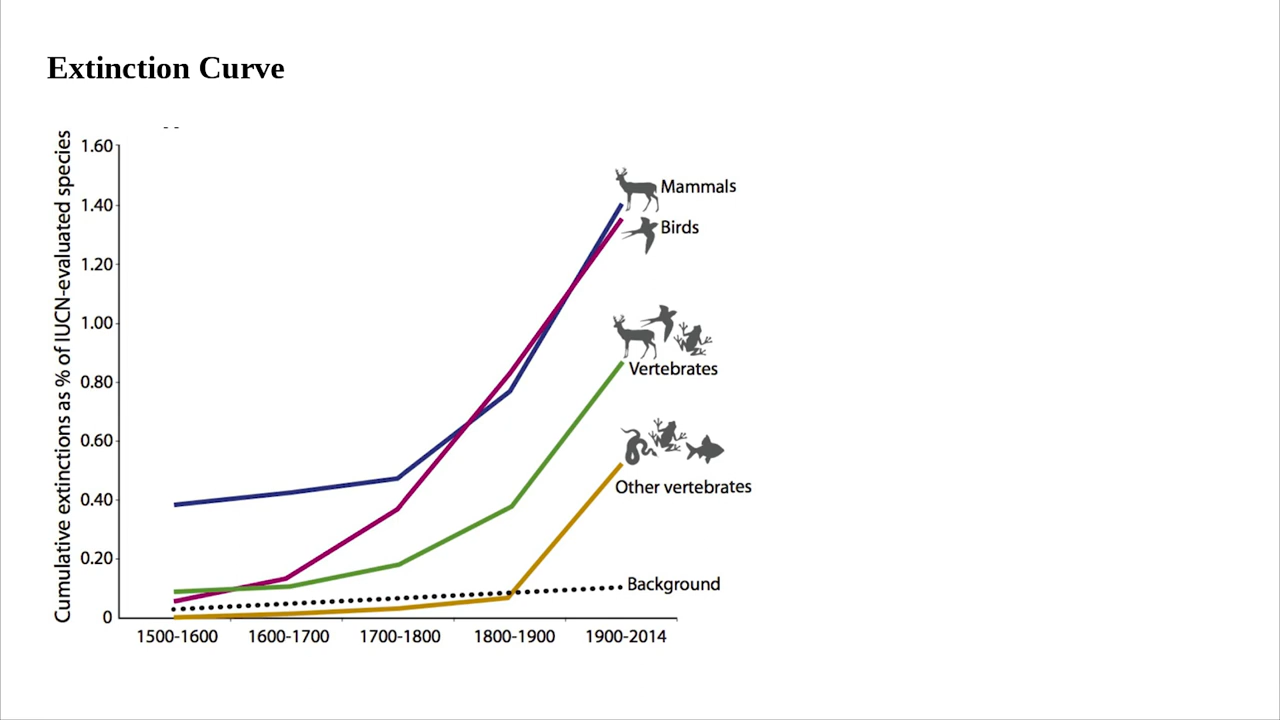 Extinction Curve
Cumulative extinctions as % of IUCN-evaluated species
1.60
1.40
1.20
1.00
0.80
0.60
0.40
0.20
0
Mammals
Birds
Vertebrates
Other vertebrates
Background
1500-1600 1600-1700 1700-1800 1800-1900 1900-2014